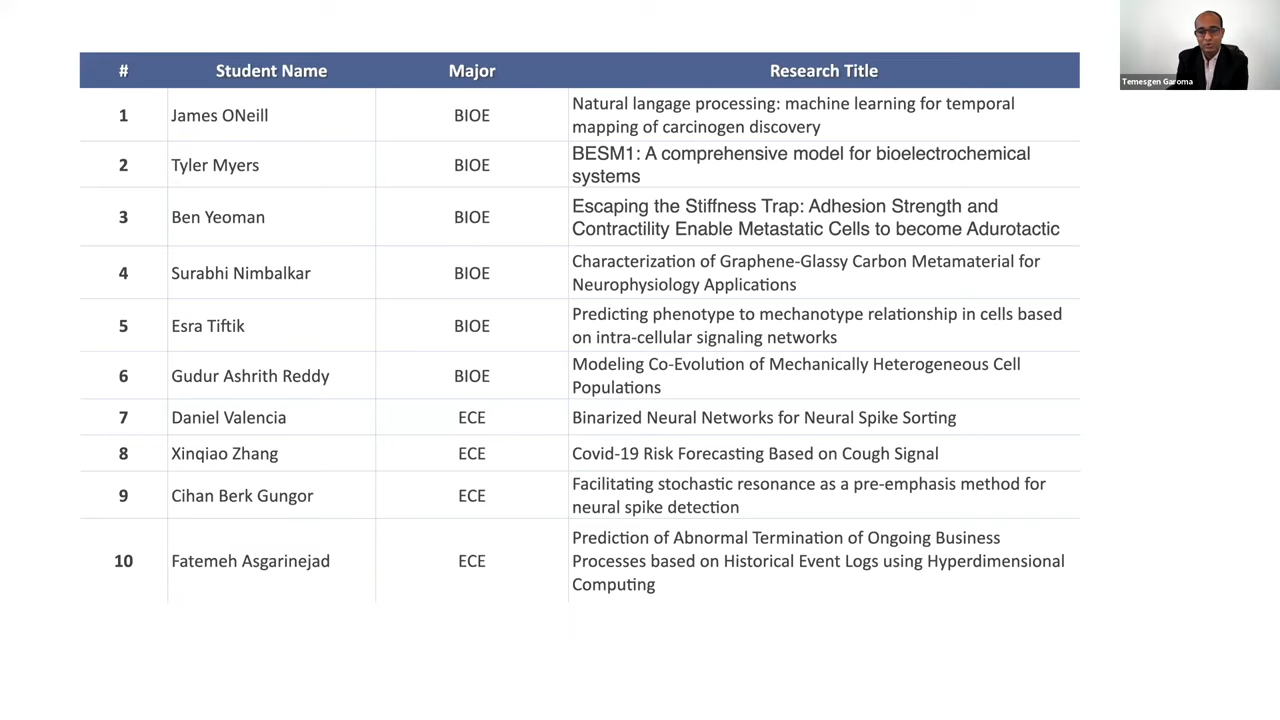 # Student Name Major Research Title
1 James ONeill BIOE Natural langage processing: machine learning for temporal
mapping of carcinogen discovery
2 Tyler Myers BIOE BESM1: A comprehensive model for bioelectrochemical
systems
3 Ben Yeoman BIOE Escaping the Stiffness Trap: Adhesion Strength and
Contractility Enable Metastatic Cells to become Adurotactic
4 Surabhi Nimbalkar BIOE Characterization of Graphene-Glassy Carbon Metamaterial for
Neurophysiology Applications
5 Esra Tiftik BIOE Predicting phenotype to mechanotype relationship in cells based
on intra-cellular signaling networks
6 Gudur Ashrith Reddy BIOE Modeling Co-Evolution of Mechanically Heterogeneous Cell
Populations
7 Daniel Valencia ECE Binarized Neural Networks for Neural Spike Sorting
8 Xinqiao Zhang ECE Covid-19 Risk Forecasting Based on Cough Signal
9 Cihan Berk Gungor ECE Facilitating stochastic resonance as a pre-emphasis method for
neural spike detection
10 Fatemeh Asgarinejad ECE Prediction of Abnormal Termination of Ongoing Business
Processes based on Historical Event Logs using Hyperdimensional
Computing
Temesgen Garoma